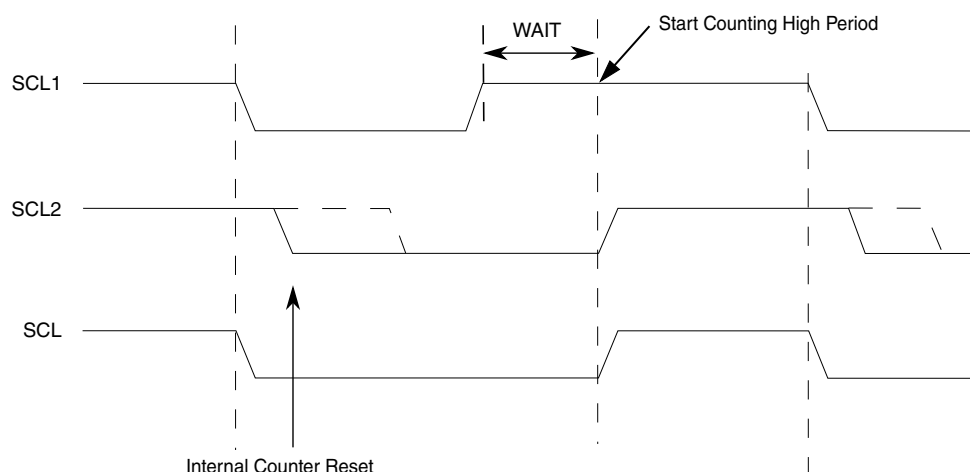 WAIT
Start Counting High Period
SCL1
SCL2
SCL
Internal Counter Reset